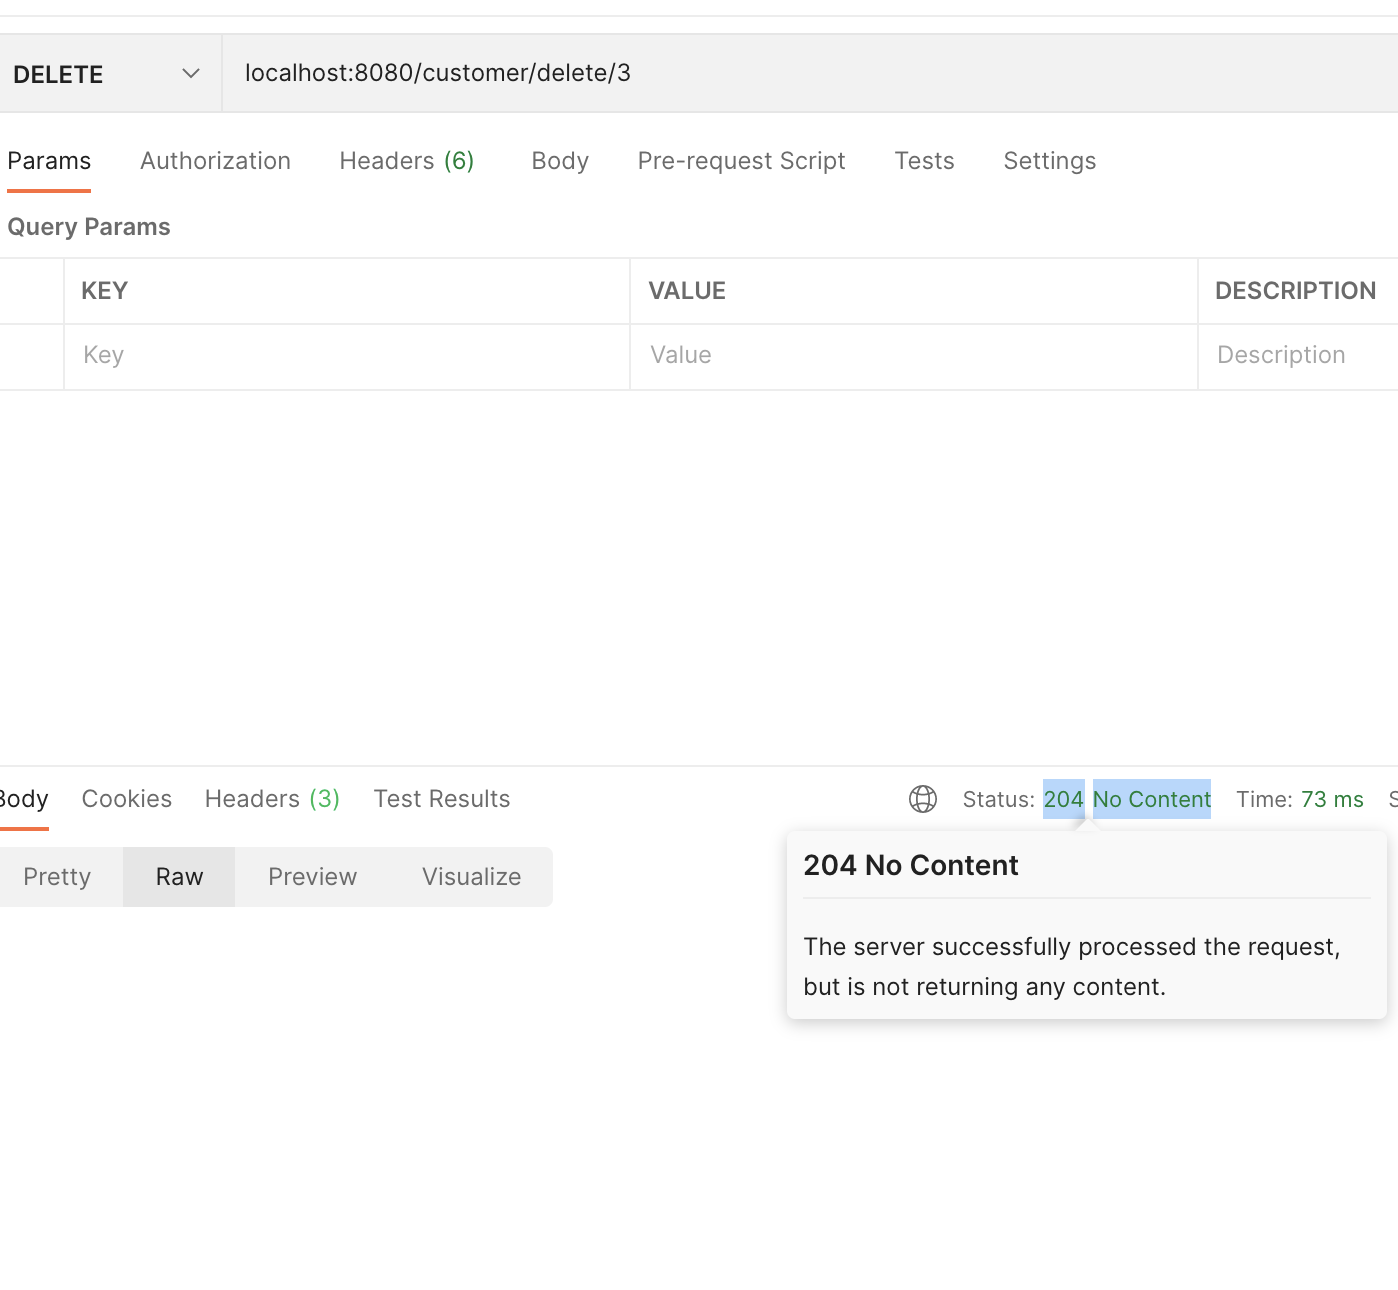 DELETE localhost:8080/customer/delete/3
Params Authorization Headers (6) Body Pre-request Script Tests Settings
Query Params
KEY VALUE DESCRIPTION
Key Value Description
Body Cookies Headers (3) Test Results Status: 204 No Content Time: 73 ms
Pretty Raw Preview Visualize
204 No Content
The server successfully processed the request,
but is not returning any content.